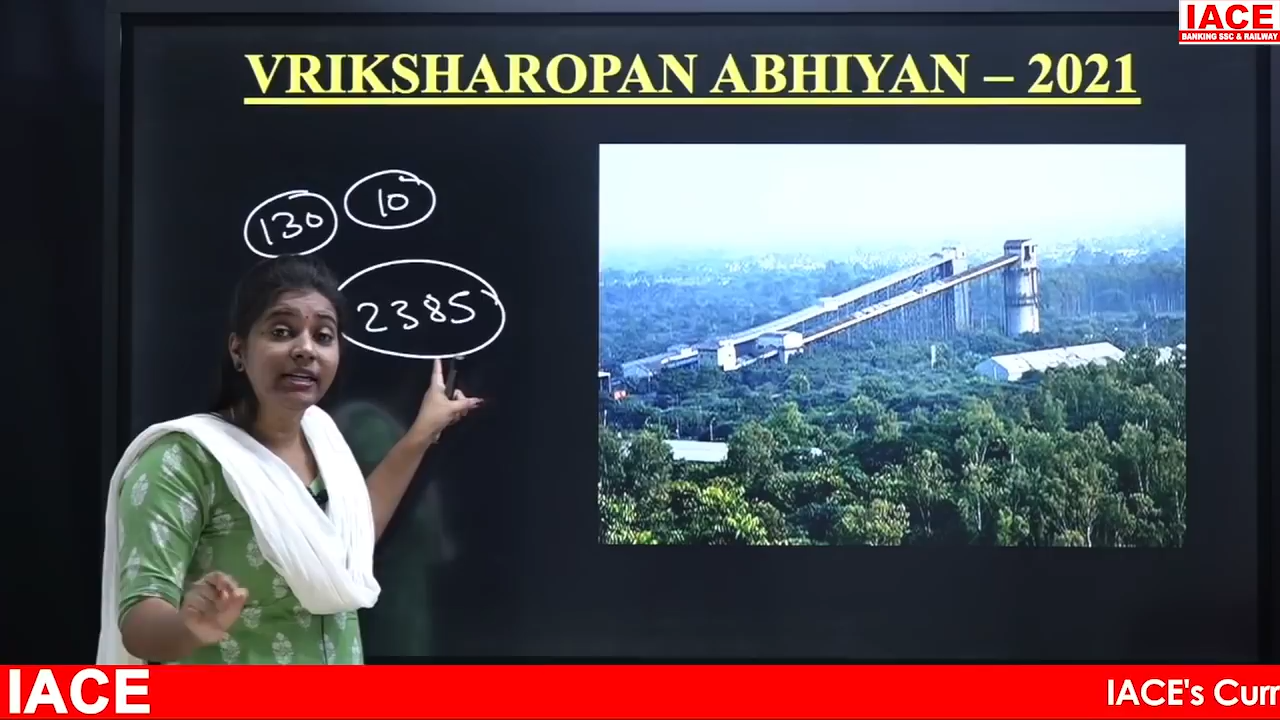 IACE
BANKING SSC & RAILWAY
VRIKSHAROPAN ABHIYAN – 2021
130
10
2385
IACE
IACE's Curr